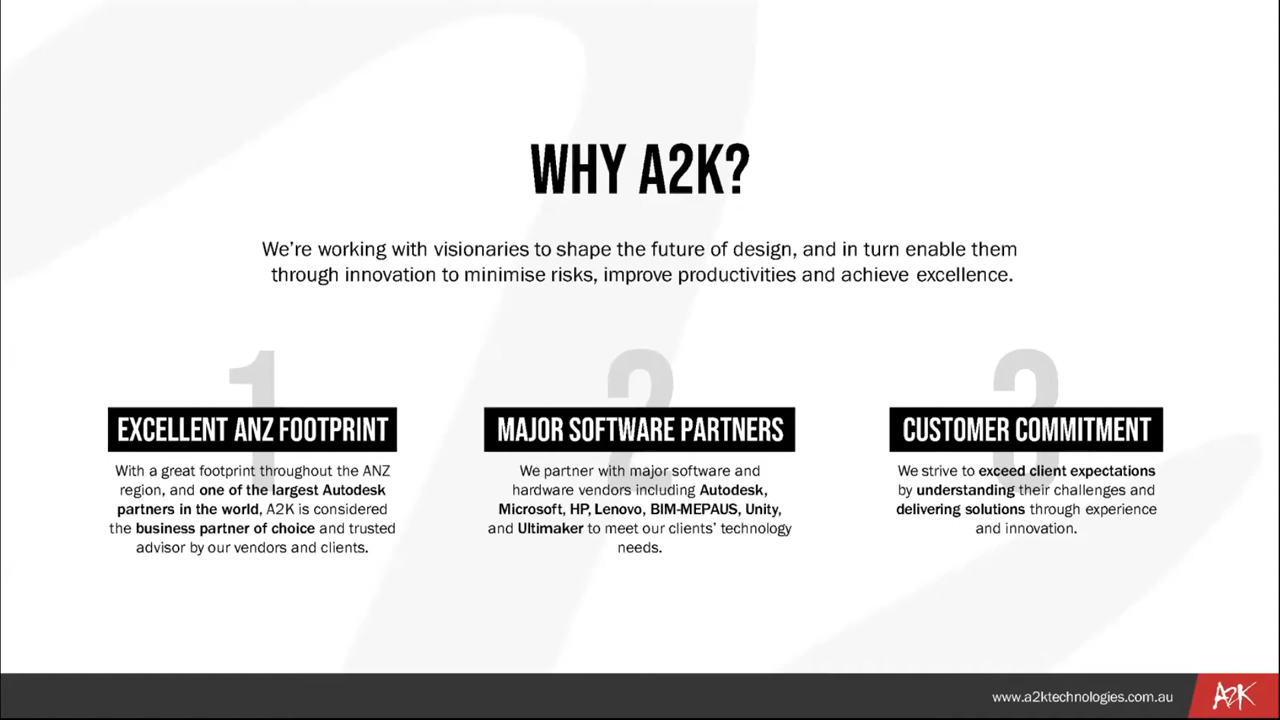 WHY A2K?
We're working with visionaries to shape the future of design, and in turn enable them
through innovation to minimise risks, improve productivities and achieve excellence.
1
EXCELLENT ANZ FOOTPRINT
With a great footprint throughout the ANZ
region, and one of the largest Autodesk
partners in the world, A2K is considered
the business partner of choice and trusted
advisor by our vendors and clients.
2
MAJOR SOFTWARE PARTNERS
We partner with major software and
hardware vendors including Autodesk,
Microsoft, HP, Lenovo, BIM-MEPAUS, Unity,
and Ultimaker to meet our clients' technology
needs.
3
CUSTOMER COMMITMENT
We strive to exceed client expectations
by understanding their challenges and
delivering solutions through experience
and innovation.
www.a2ktechnologies.com.au
A2K